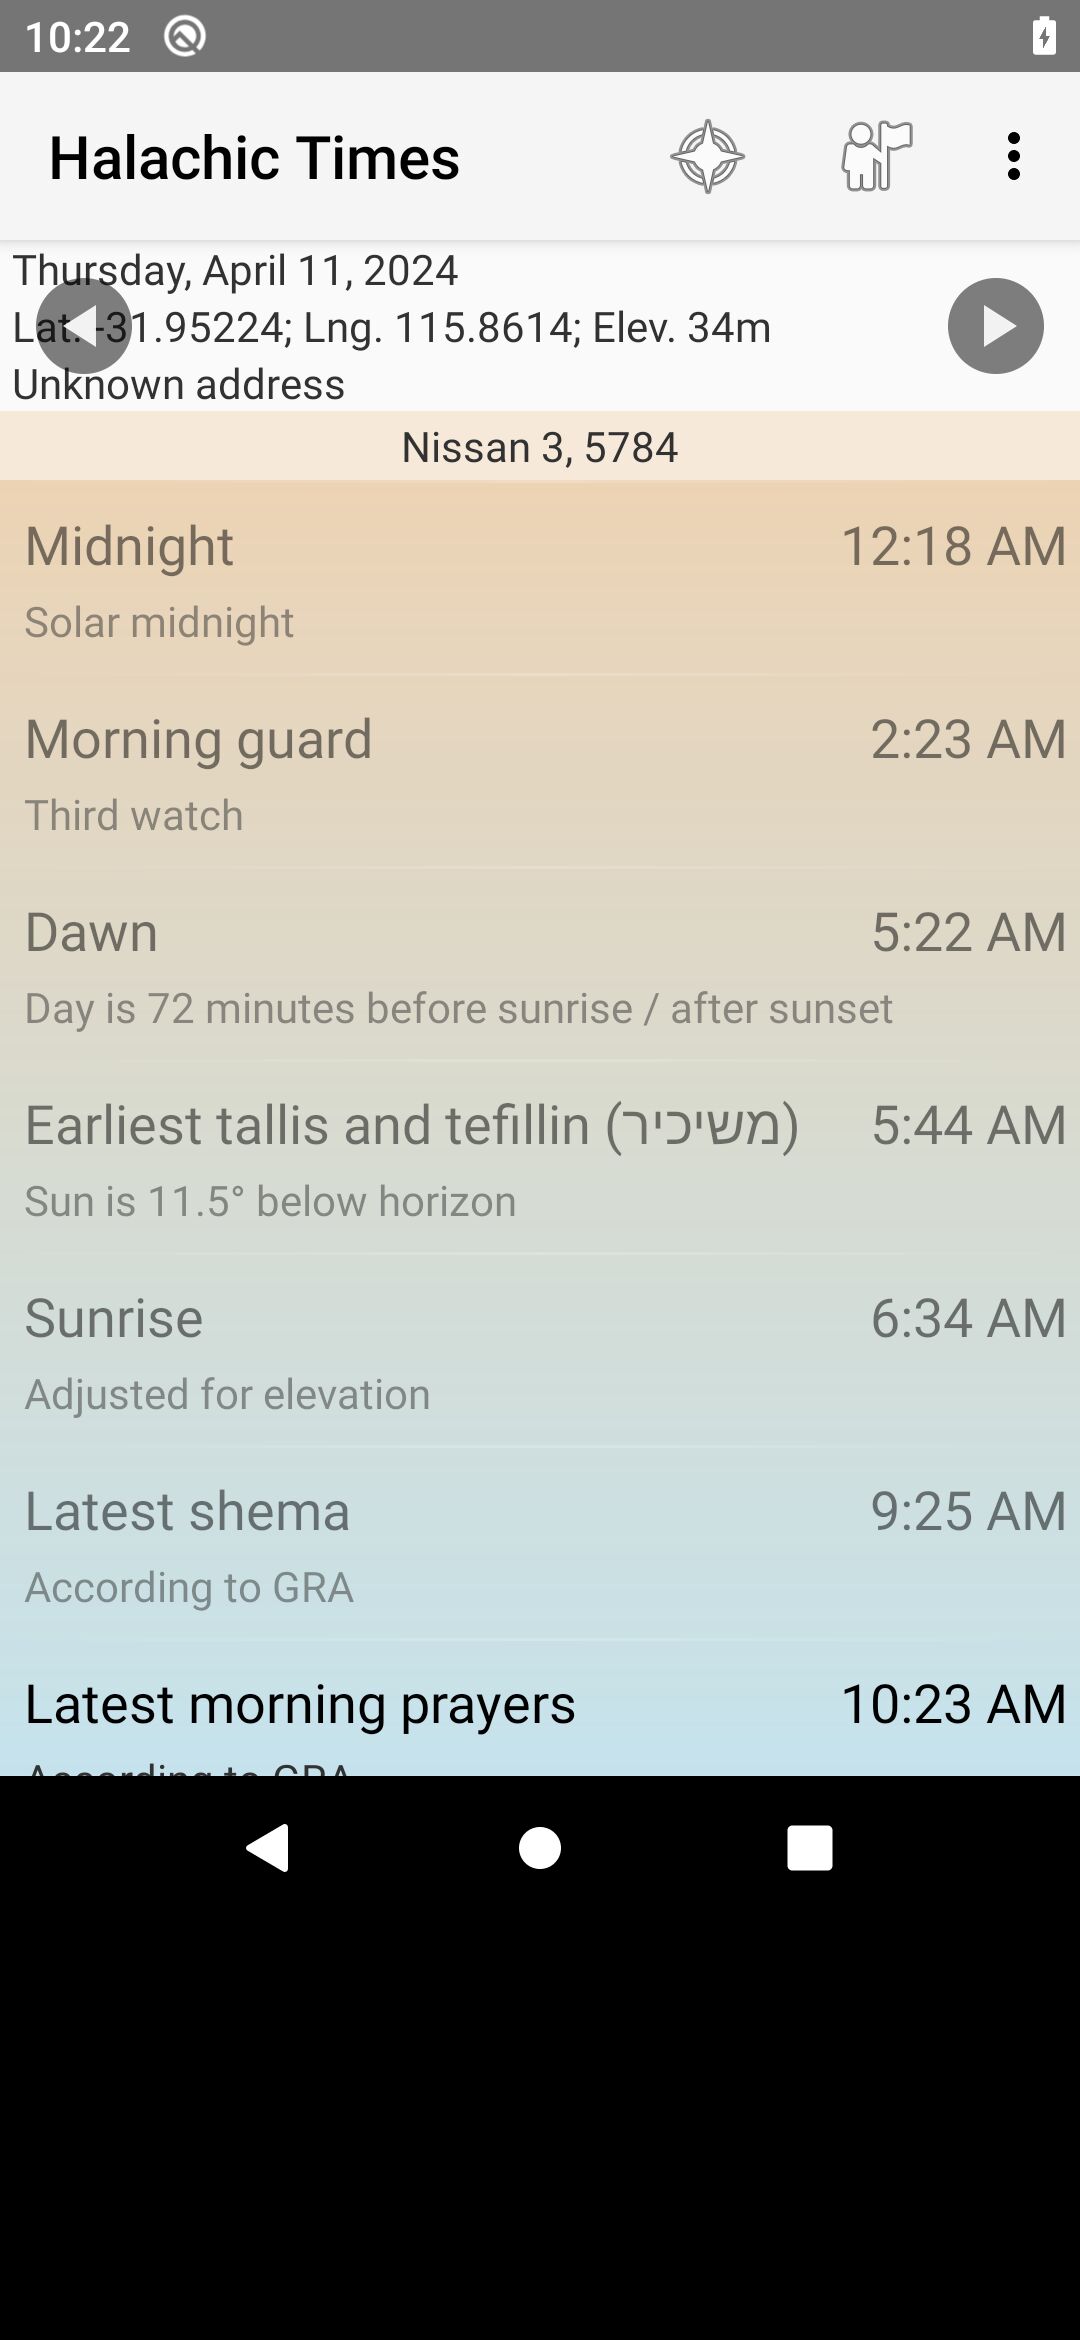 10:22
Halachic Times
Thursday, April 11, 2024
Lat. -31.95224; Lng. 115.8614; Elev. 34m
Unknown address
Nissan 3, 5784
Midnight 12:18 AM
Solar midnight
Morning guard 2:23 AM
Third watch
Dawn 5:22 AM
Day is 72 minutes before sunrise / after sunset
Earliest tallis and tefillin (משיכיר) 5:44 AM
Sun is 11.5° below horizon
Sunrise 6:34 AM
Adjusted for elevation
Latest shema 9:25 AM
According to GRA
Latest morning prayers 10:23 AM
According to GRA